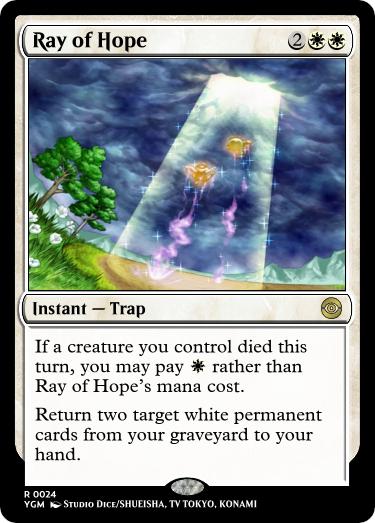 Ray of Hope 2
Instant — Trap
If a creature you control died this
turn, you may pay rather than
Ray of Hope's mana cost.
Return two target white permanent
cards from your graveyard to your
hand.
R 0024
YGM Studio Dice/SHUEISHA, TV TOKYO, KONAMI